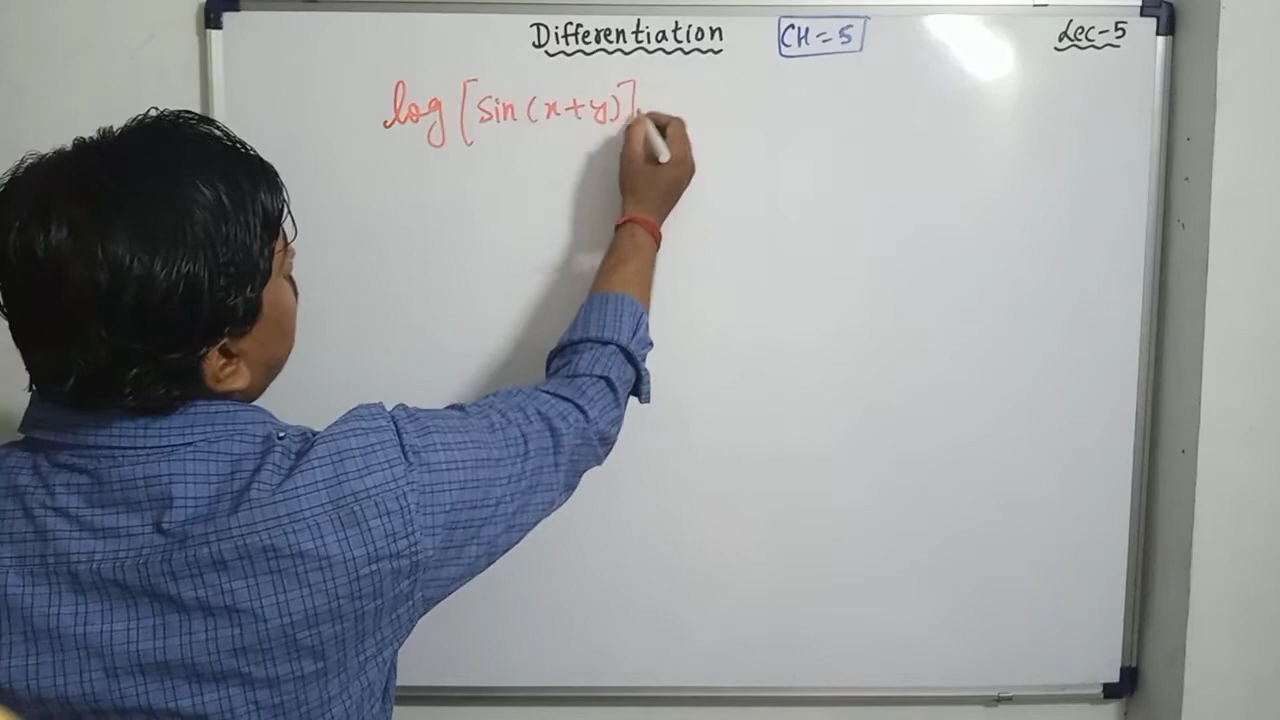 Differentiation CH = 5 Lec-5
log [sin (x+y)]